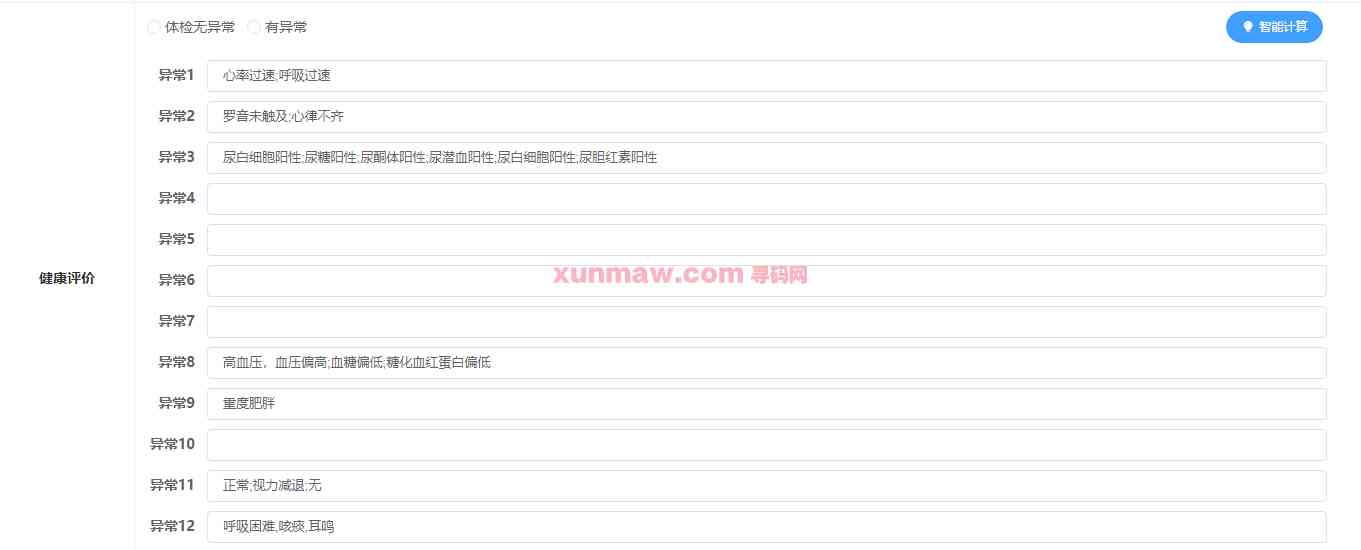 体检无异常 有异常 智能计算
异常1 心率过速;呼吸过速
异常2 罗音未触及;心律不齐
异常3 尿白细胞阳性;尿糖阳性;尿酮体阳性;尿潜血阳性;尿白细胞阳性;尿胆红素阳性
异常4
异常5
健康评价
异常6
xunmaw.com 寻码网
异常7
异常8 高血压，血压偏高;血糖偏低;糖化血红蛋白偏低
异常9 重度肥胖
异常10
异常11 正常;视力减退;无
异常12 呼吸困难,咳痰,耳鸣